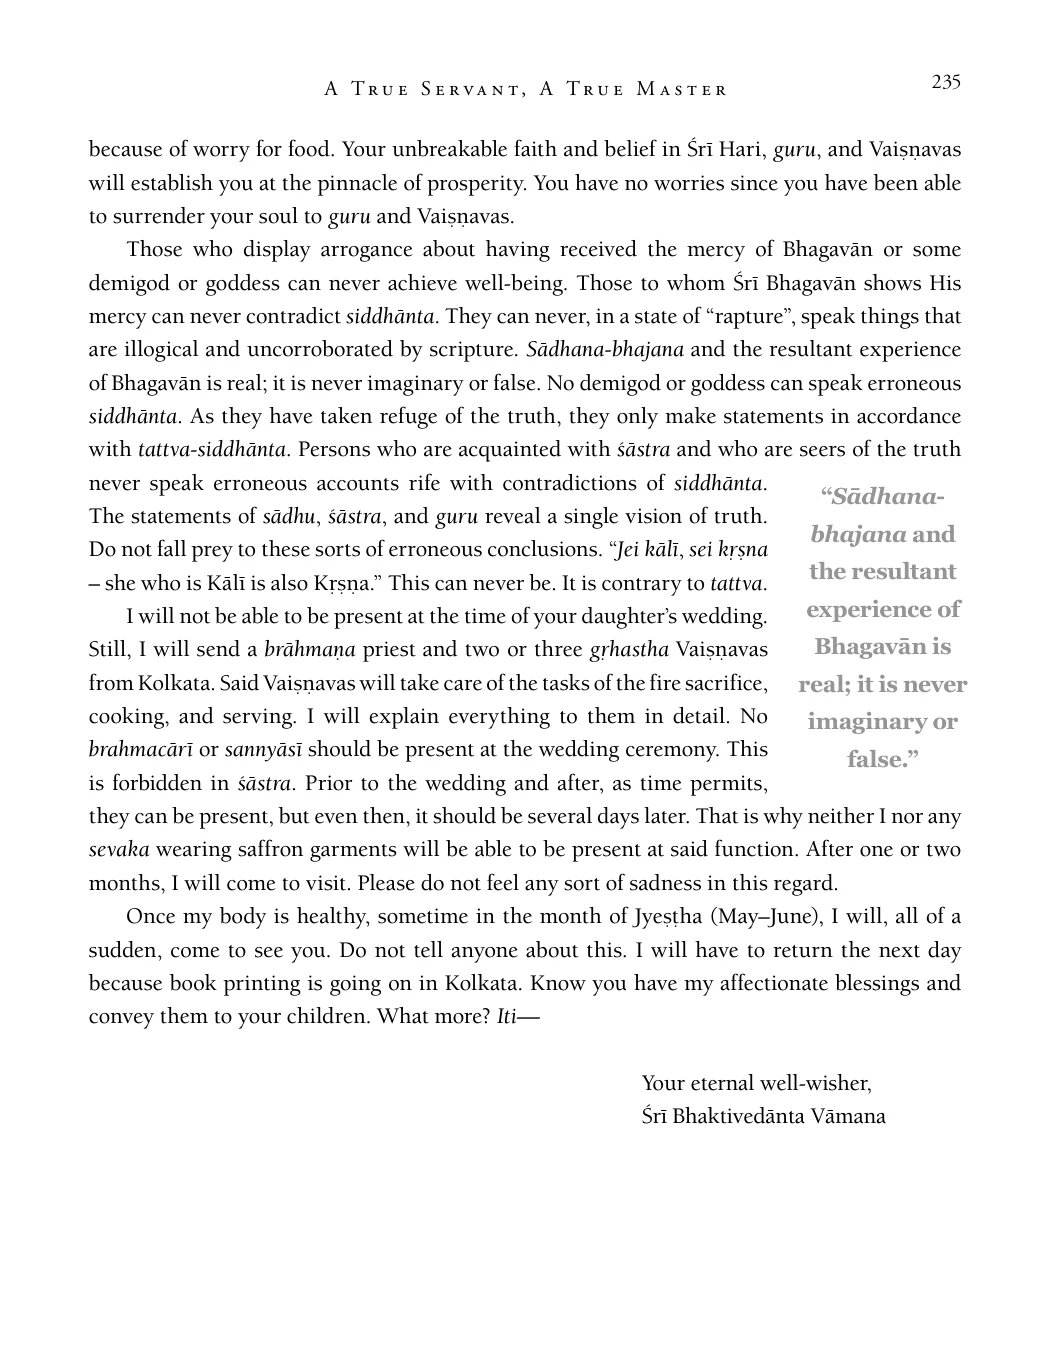 A True Servant, A True Master
235
because of worry for food. Your unbreakable faith and belief in Śrī Hari, guru, and Vaiṣṇavas
will establish you at the pinnacle of prosperity. You have no worries since you have been able
to surrender your soul to guru and Vaiṣṇavas.
Those who display arrogance about having received the mercy of Bhagavān or some
demigod or goddess can never achieve well-being. Those to whom Śrī Bhagavān shows His
mercy can never contradict siddhānta. They can never, in a state of “rapture”, speak things that
are illogical and uncorroborated by scripture. Sādhana-bhajana and the resultant experience
of Bhagavān is real; it is never imaginary or false. No demigod or goddess can speak erroneous
siddhānta. As they have taken refuge of the truth, they only make statements in accordance
with tattva-siddhānta. Persons who are acquainted with śāstra and who are seers of the truth
never speak erroneous accounts rife with contradictions of siddhānta.
The statements of sādhu, śāstra, and guru reveal a single vision of truth.
Do not fall prey to these sorts of erroneous conclusions. “Jei kālī, sei kṛṣṇa
– she who is Kālī is also Kṛṣṇa.” This can never be. It is contrary to tattva.
I will not be able to be present at the time of your daughter’s wedding.
Still, I will send a brāhmaṇa priest and two or three gṛhastha Vaiṣṇavas
from Kolkata. Said Vaiṣṇavas will take care of the tasks of the fire sacrifice,
cooking, and serving. I will explain everything to them in detail. No
brahmacārī or sannyāsī should be present at the wedding ceremony. This
is forbidden in śāstra. Prior to the wedding and after, as time permits,
they can be present, but even then, it should be several days later. That is why neither I nor any
sevaka wearing saffron garments will be able to be present at said function. After one or two
months, I will come to visit. Please do not feel any sort of sadness in this regard.
“Sādhana-
bhajana and
the resultant
experience of
Bhagavān is
real; it is never
imaginary or
false.”
Once my body is healthy, sometime in the month of Jyeṣṭha (May–June), I will, all of a
sudden, come to see you. Do not tell anyone about this. I will have to return the next day
because book printing is going on in Kolkata. Know you have my affectionate blessings and
convey them to your children. What more? Iti—
Your eternal well-wisher,
Śrī Bhaktivedānta Vāmana